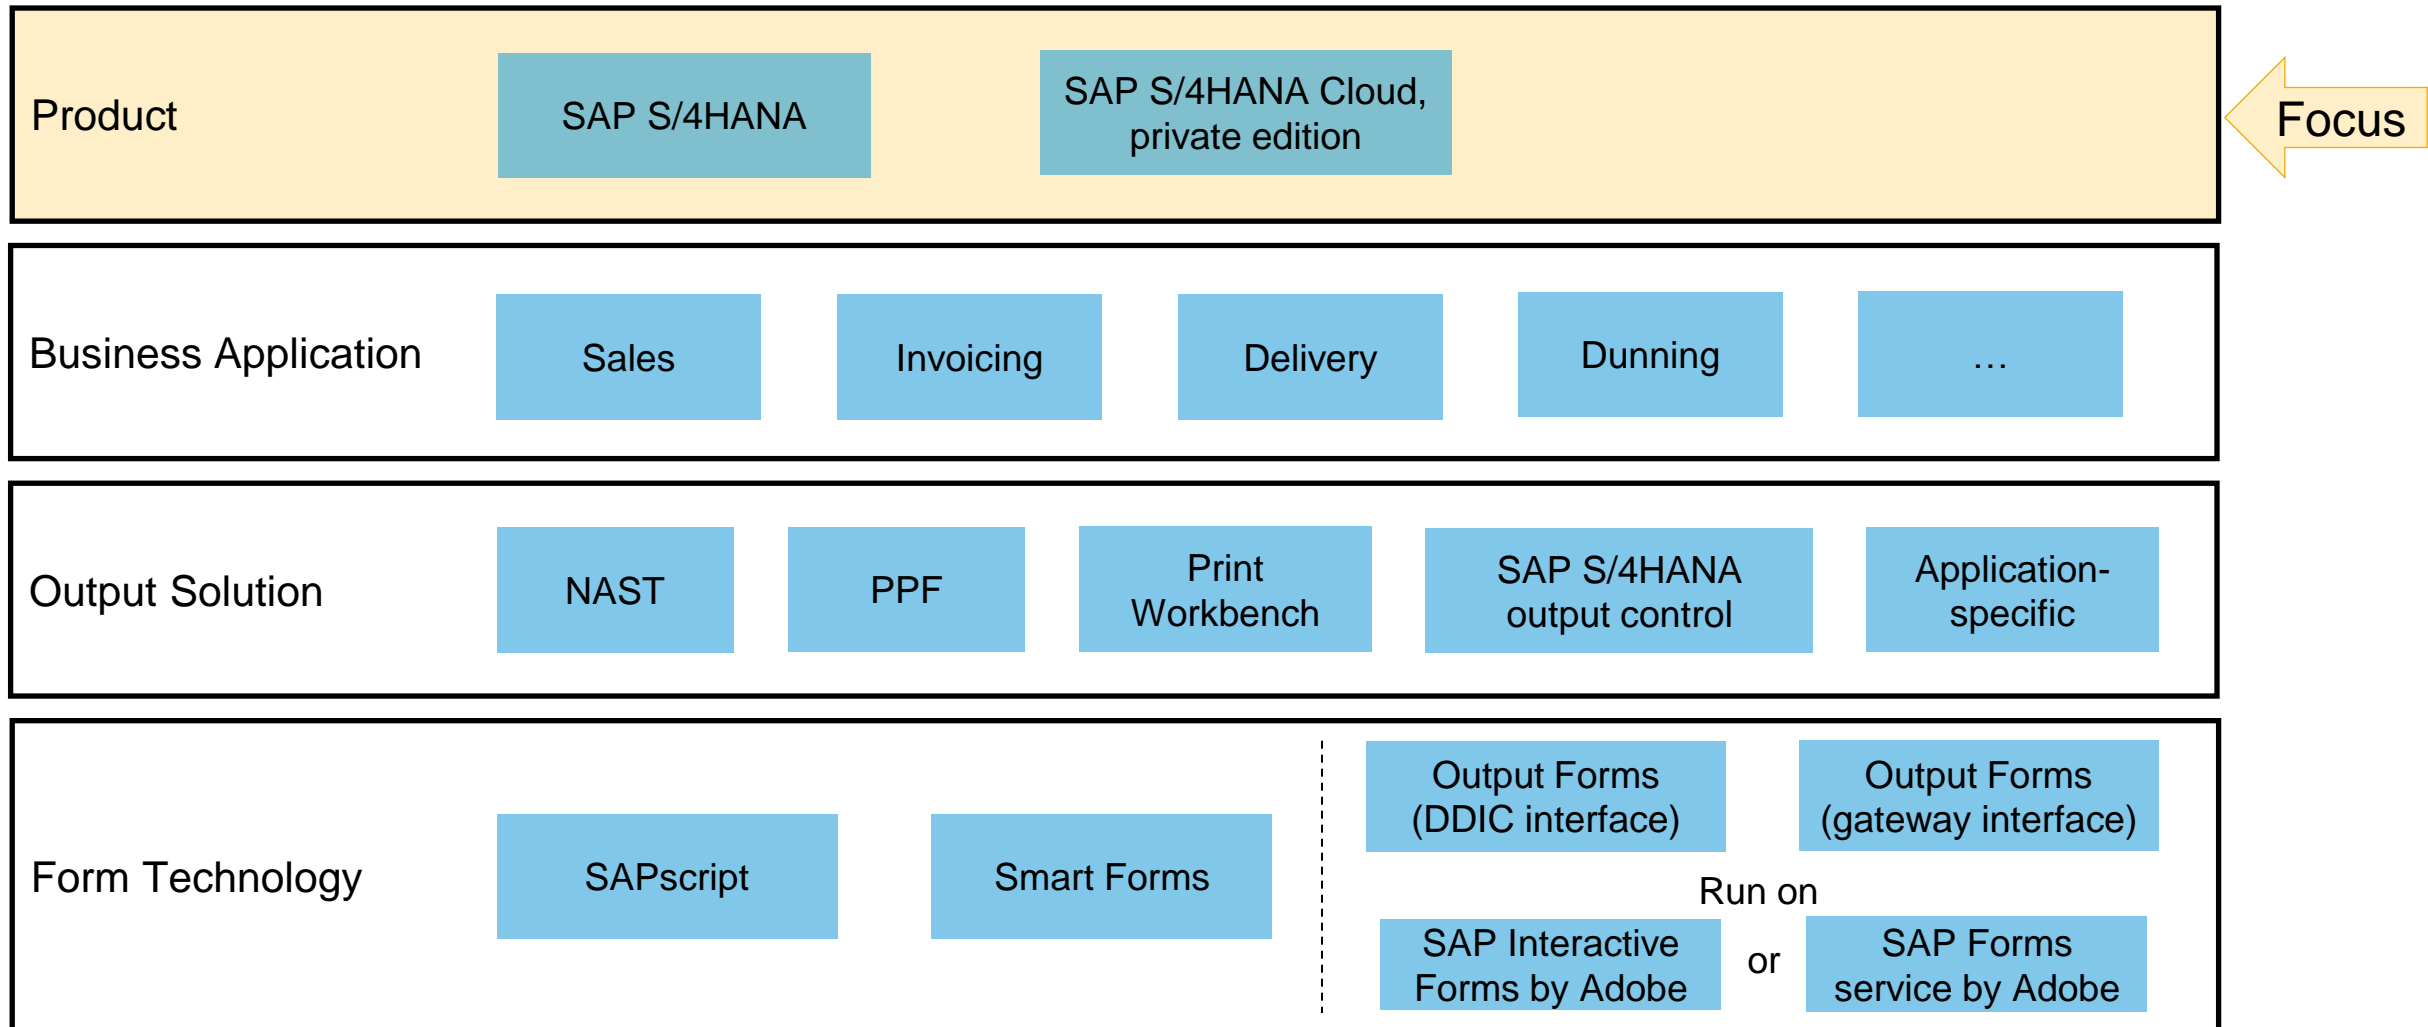 Product
SAP S/4HANA
SAP S/4HANA Cloud,
private edition
Focus
Business Application
Sales
Invoicing
Delivery
Dunning
…
Output Solution
NAST
PPF
Print
Workbench
SAP S/4HANA
output control
Application-
specific
Form Technology
SAPscript
Smart Forms
Output Forms
(DDIC interface)
Output Forms
(gateway interface)
Run on
SAP Interactive
Forms by Adobe
or
SAP Forms
service by Adobe